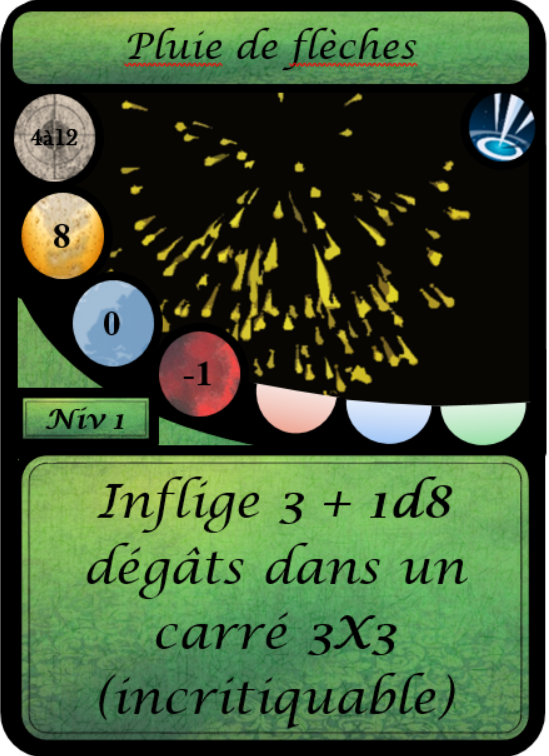 Pluie de flèches
4à12
8
0
-1
Niv 1
Inflige 3 + 1d8
dégâts dans un
carré 3X3
(incritiquable)